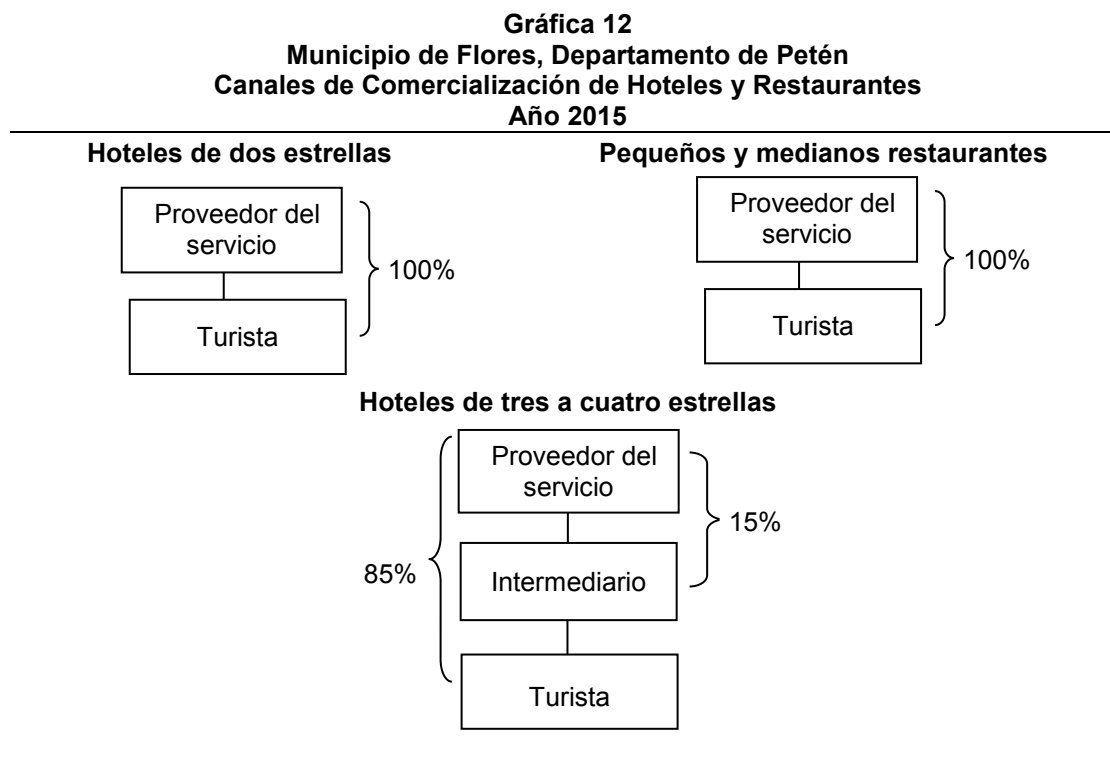 Gráfica 12
Municipio de Flores, Departamento de Petén
Canales de Comercialización de Hoteles y Restaurantes
Año 2015
Hoteles de dos estrellas
Proveedor del
servicio
100%
Turista
Pequeños y medianos restaurantes
Proveedor del
servicio
100%
Turista
Hoteles de tres a cuatro estrellas
Proveedor del
servicio
15%
85%
Intermediario
Turista